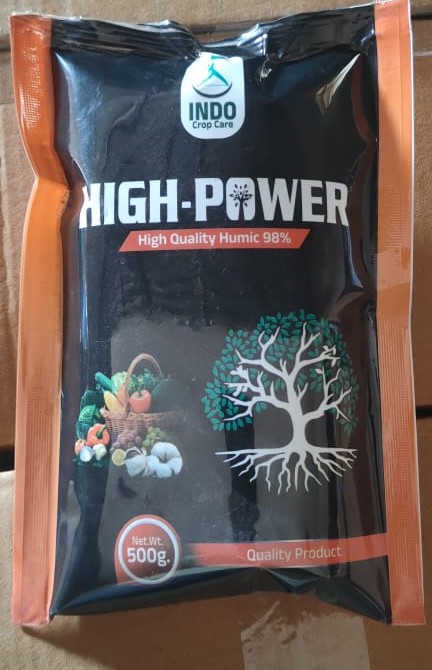 INDO
Crop Care
HIGH-POWER
High Quality Humic 98%
Net.Wt.
500g.
Quality Product